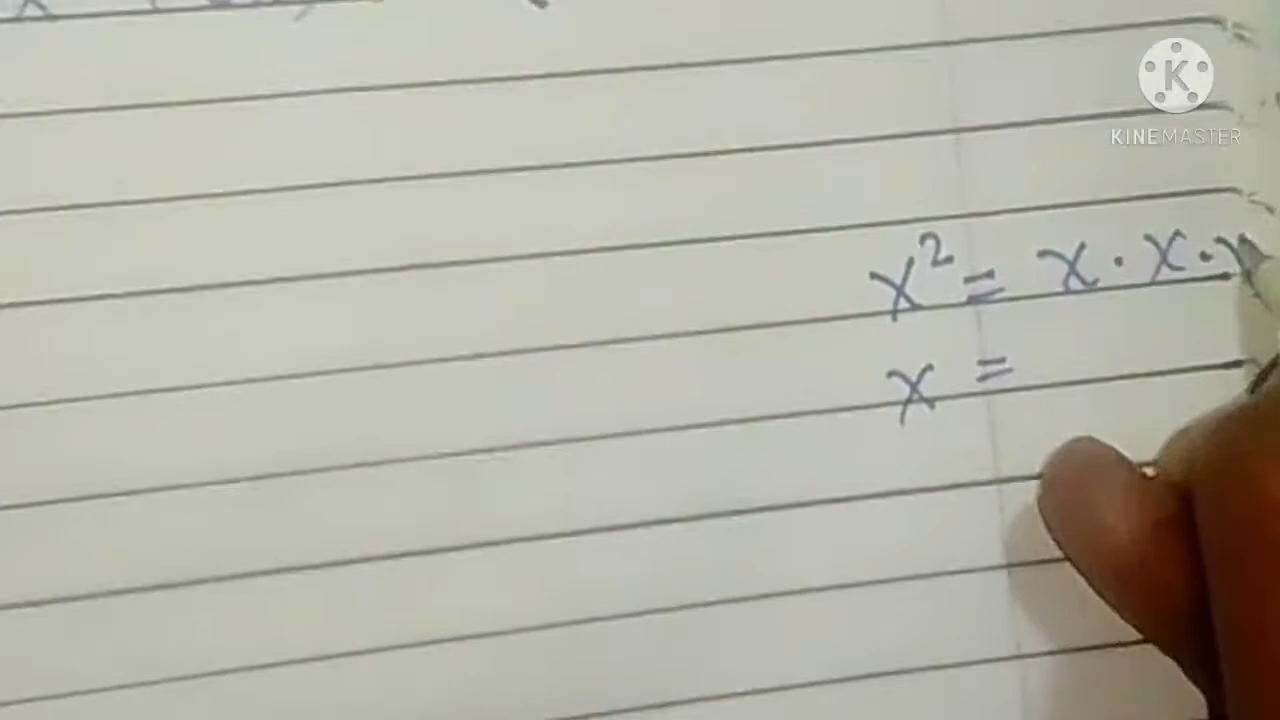 K
KINEMASTER
x² = x · x · x
x =